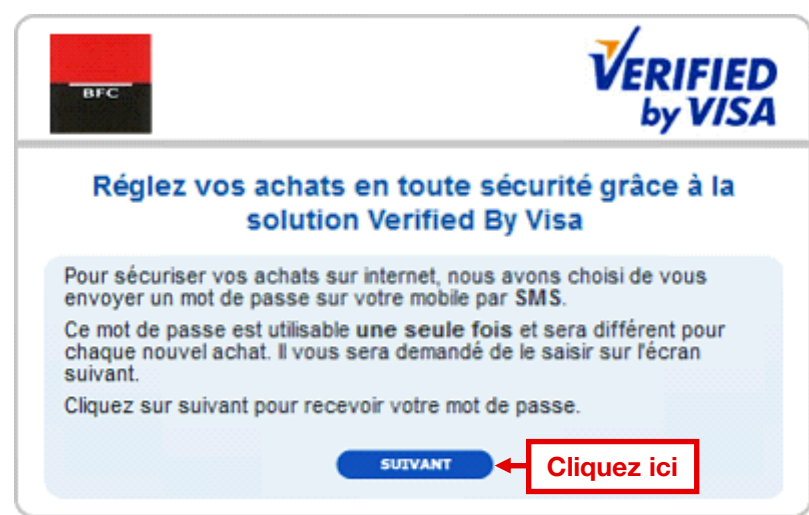 BFC
VERIFIED
by VISA
Réglez vos achats en toute sécurité grâce à la
solution Verified By Visa
Pour sécuriser vos achats sur internet, nous avons choisi de vous
envoyer un mot de passe sur votre mobile par SMS.
Ce mot de passe est utilisable une seule fois et sera différent pour
chaque nouvel achat. Il vous sera demandé de le saisir sur l'écran
suivant.
Cliquez sur suivant pour recevoir votre mot de passe.
SUIVANT
Cliquez ici